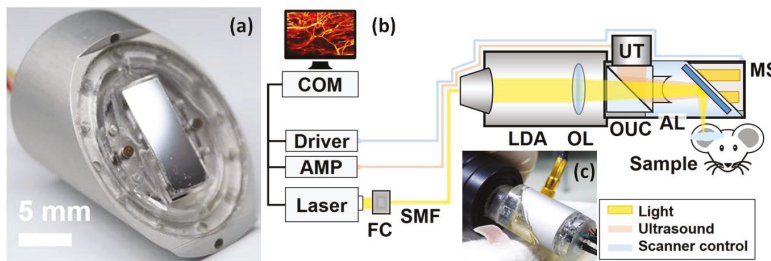 (a)
5 mm
(b)
COM
Driver
AMP
Laser
FC
SMF
LDA
OL
UT
OUC
AL
MS
Sample
(c)
Light
Ultrasound
Scanner control